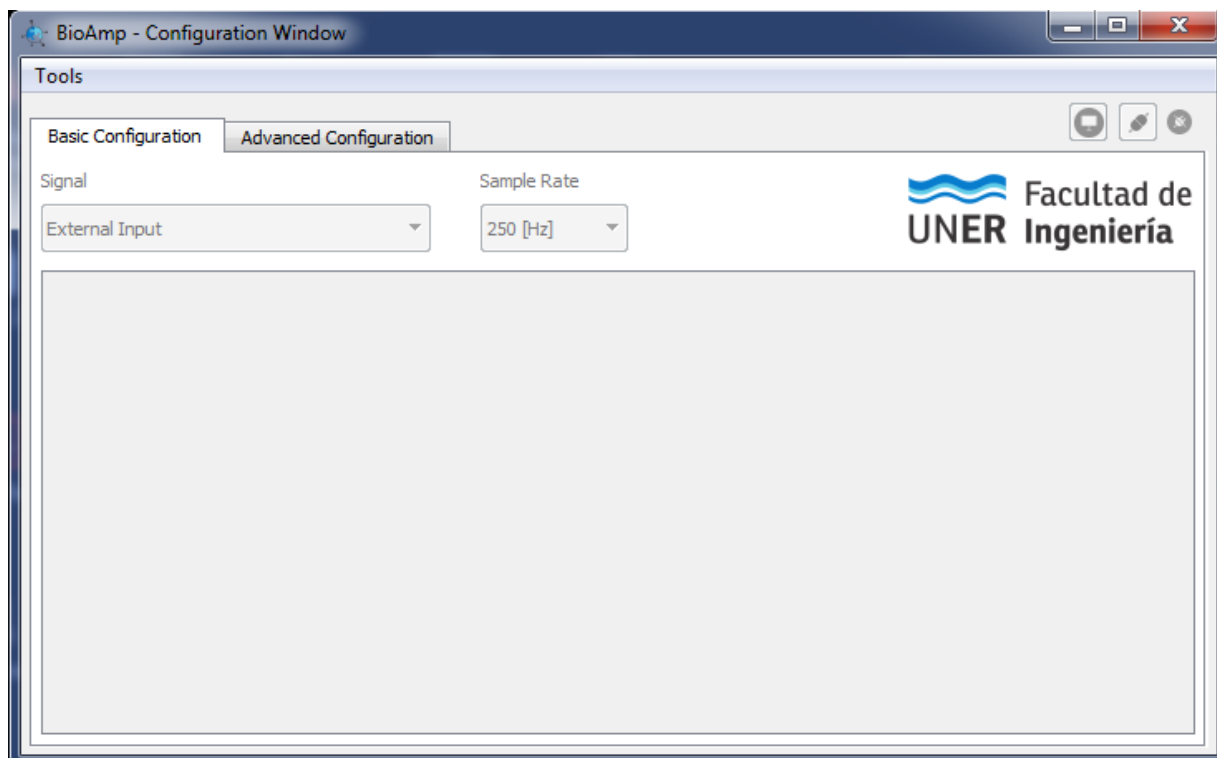 BioAmp - Configuration Window
Tools
Basic Configuration Advanced Configuration
Signal Sample Rate
External Input 250 [Hz]
UNER Facultad de
Ingeniería